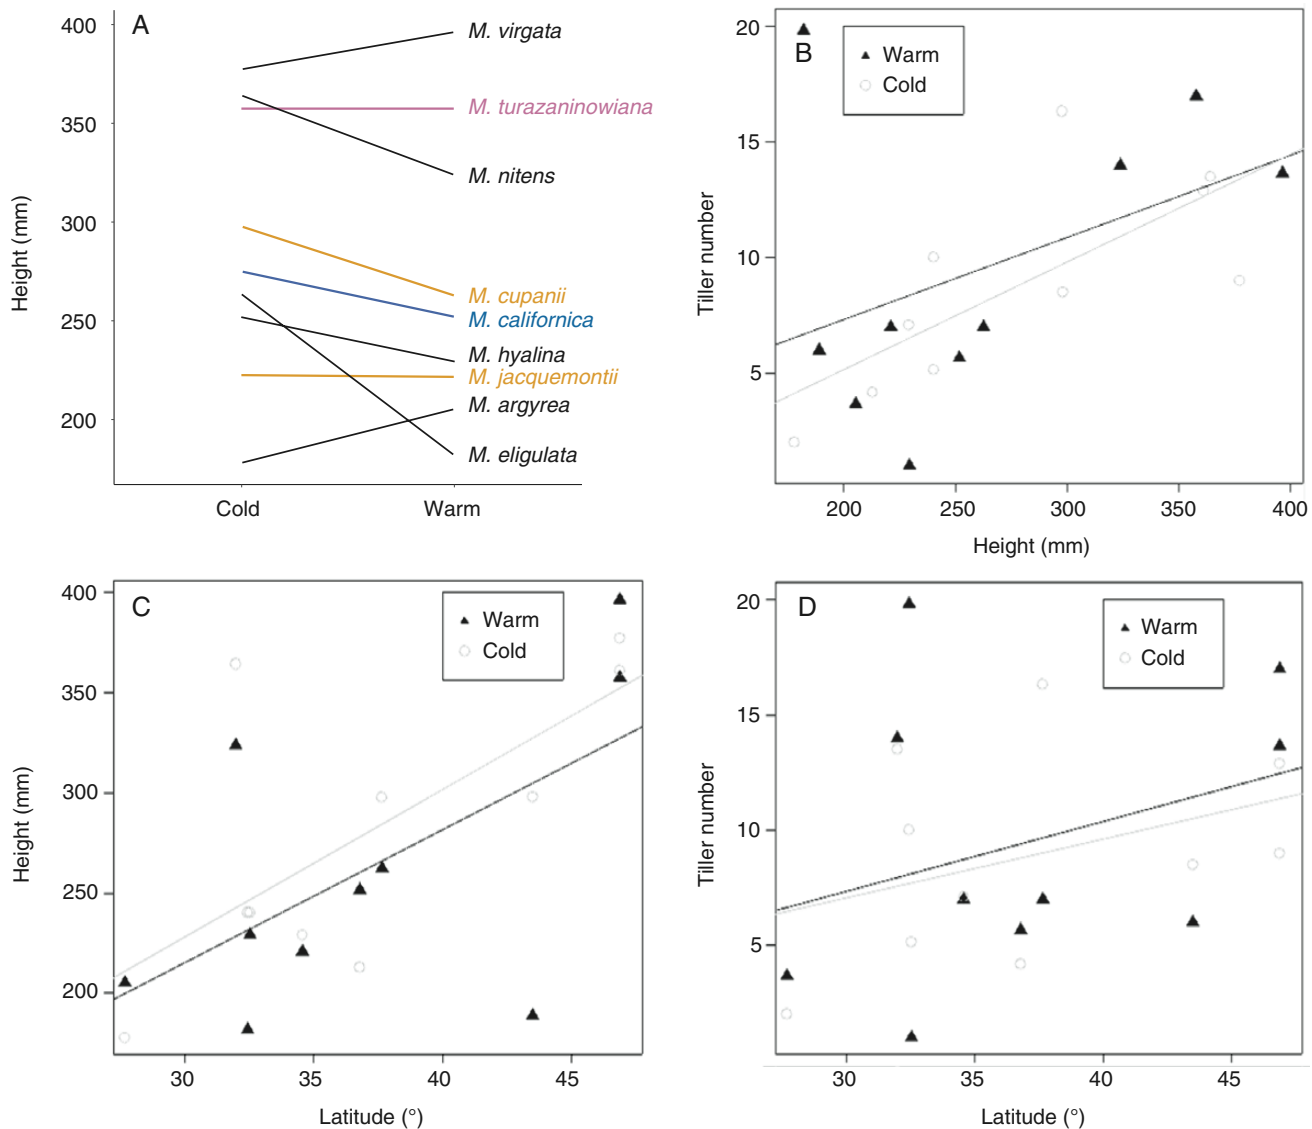 A
400
350
300
250
200
Height (mm)
M. virgata
M. turazaninowiana
M. nitens
M. cupanii
M. californica
M. hyalina
M. jacquemontii
M. argyrea
M. eligulata
Cold
Warm
B
Warm
Cold
20
15
10
5
Tiller number
200
250
300
350
400
Height (mm)
C
Warm
Cold
400
350
300
250
200
Height (mm)
30
35
40
45
Latitude (°)
D
Warm
Cold
20
15
10
5
Tiller number
30
35
40
45
Latitude (°)